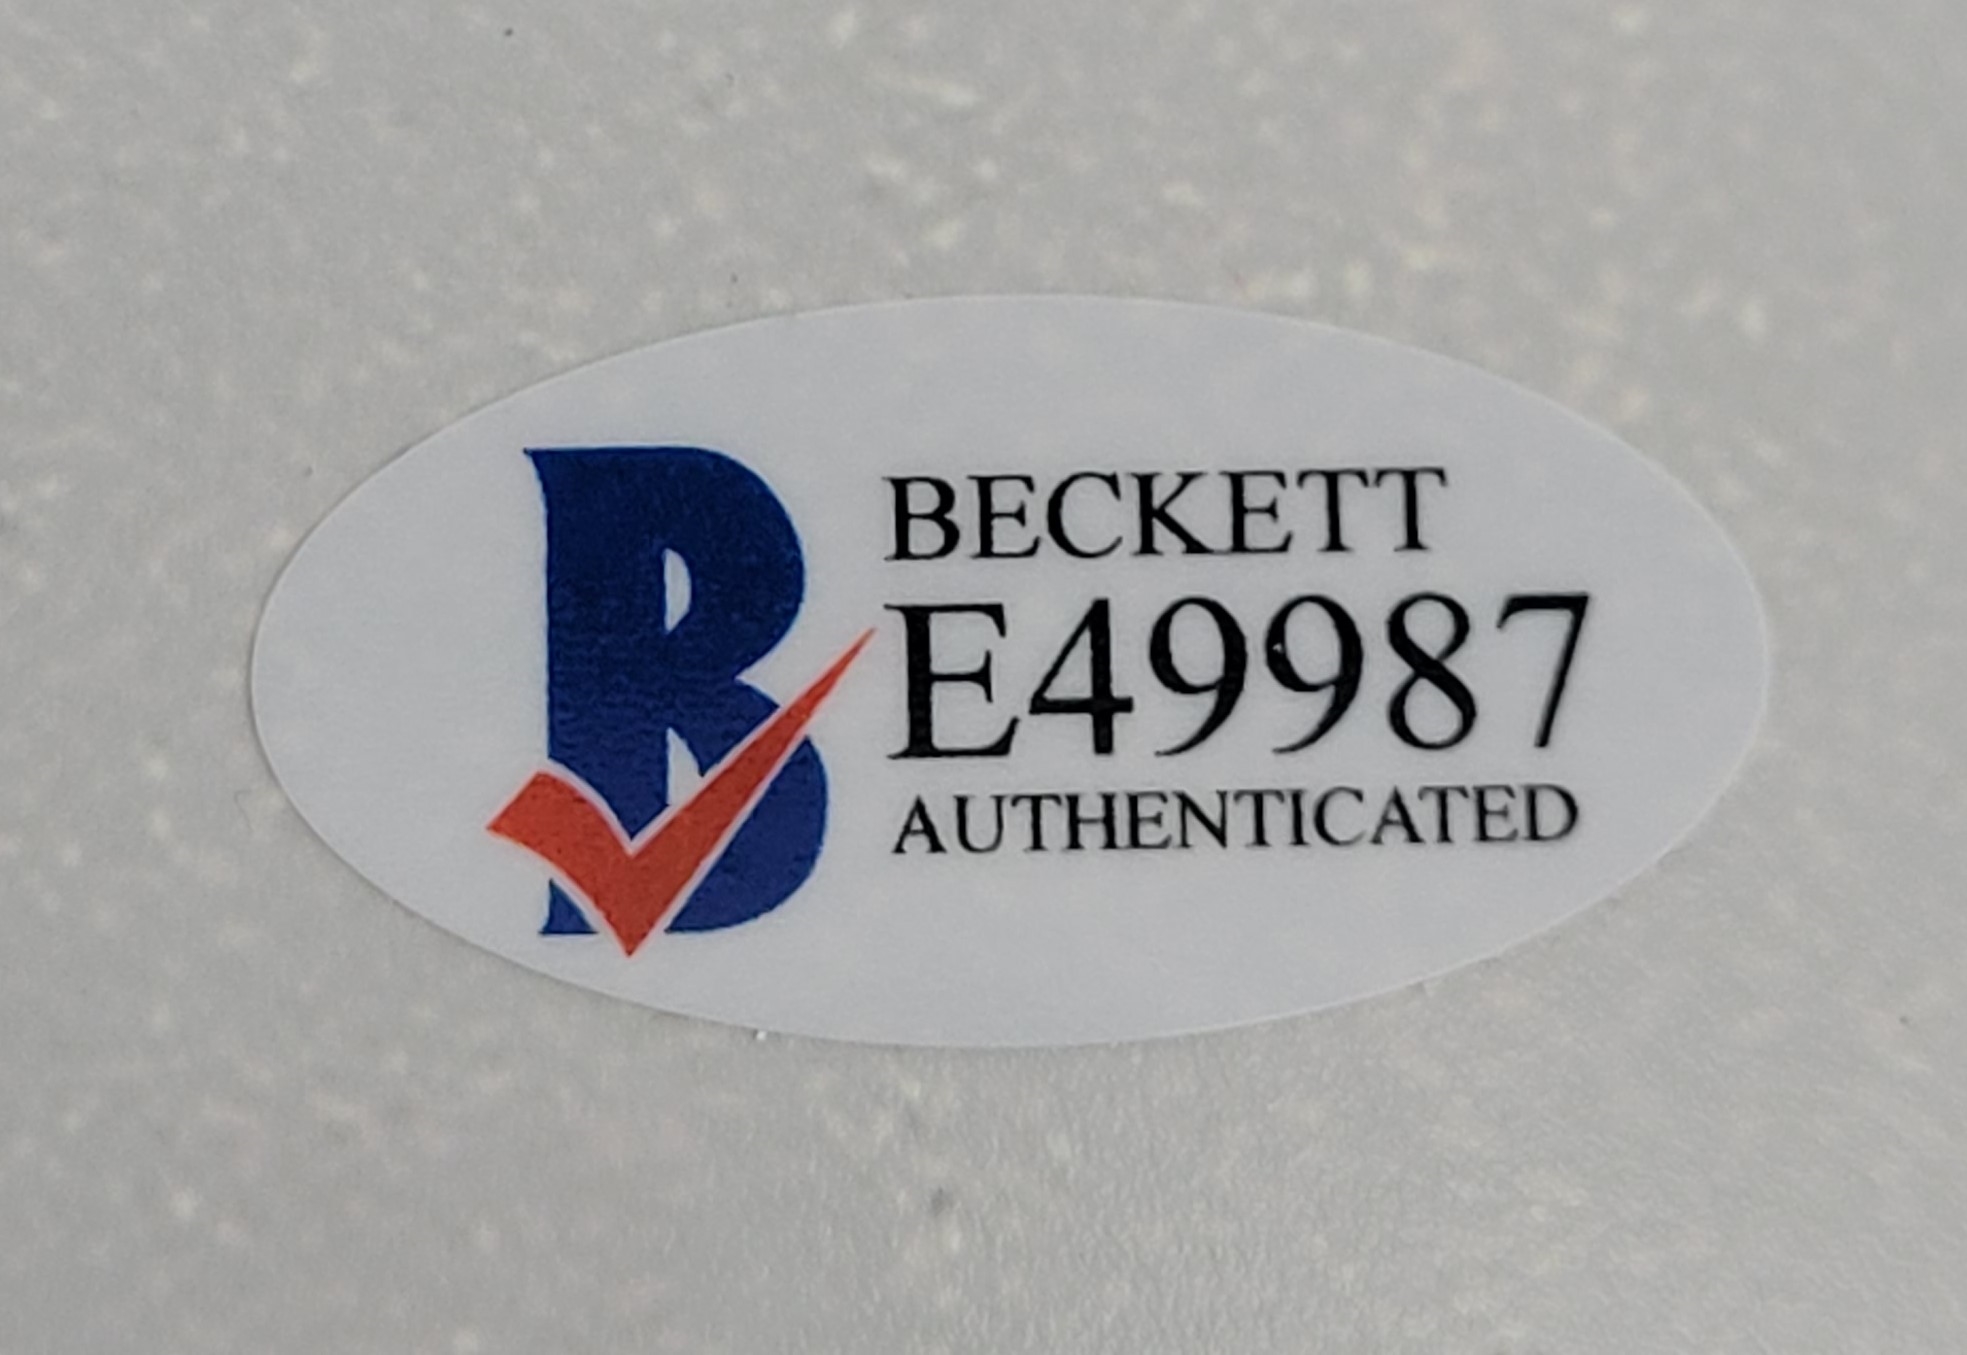 B
BECKETT
E49987
AUTHENTICATED